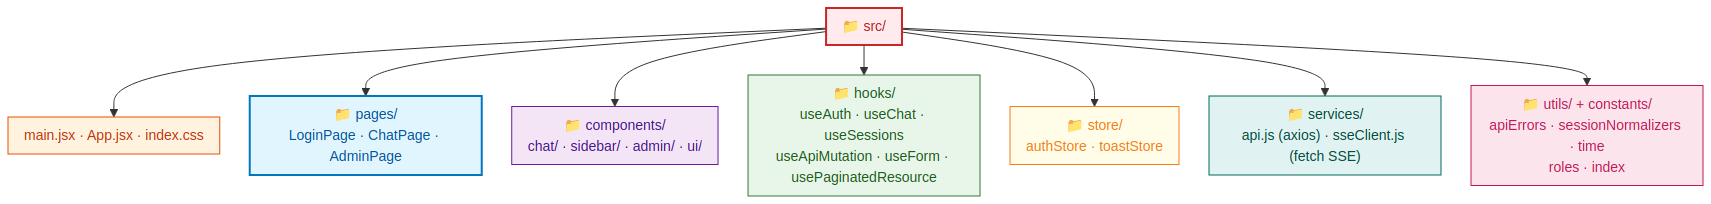 📁 src/
main.jsx · App.jsx · index.css
📁 pages/
LoginPage · ChatPage ·
AdminPage
📁 components/
chat/ · sidebar/ · admin/ · ui/
📁 hooks/
useAuth · useChat ·
useSessions
useApiMutation · useForm ·
usePaginatedResource
📁 store/
authStore · toastStore
📁 services/
api.js (axios) · sseClient.js
(fetch SSE)
📁 utils/ + constants/
apiErrors · sessionNormalizers
· time
roles · index